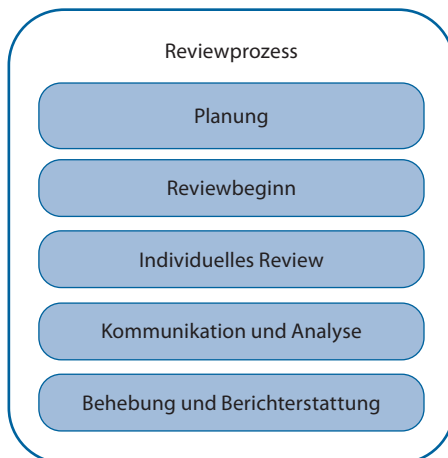 Reviewprozess
Planung
Reviewbeginn
Individuelles Review
Kommunikation und Analyse
Behebung und Berichterstattung